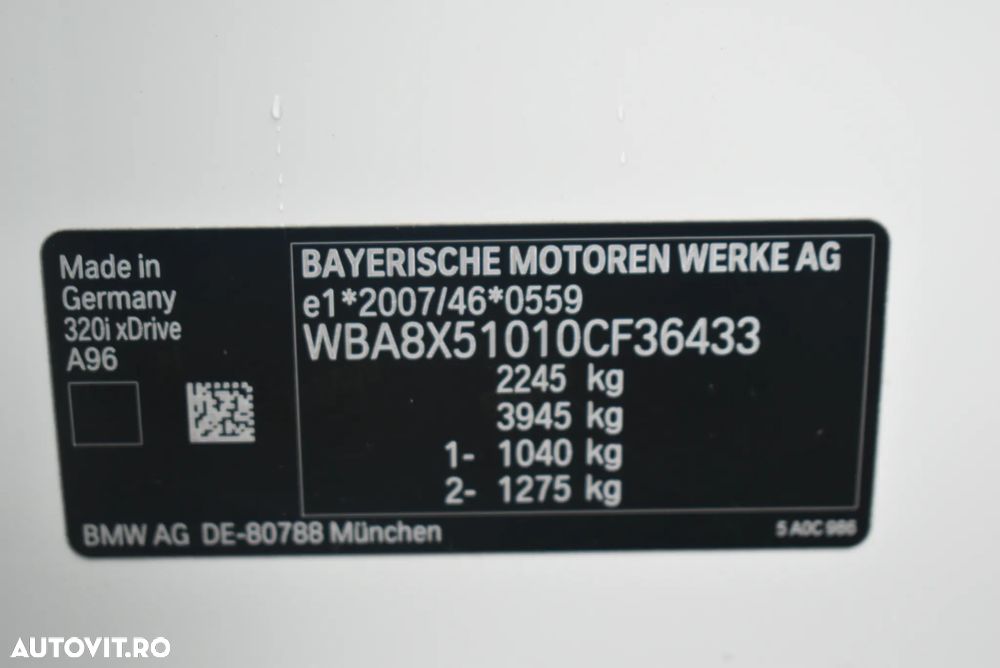 Made in
Germany
320i xDrive
A96
BAYERISCHE MOTOREN WERKE AG
e1*2007/46*0559
WBA8X51010CF36433
2245 kg
3945 kg
1- 1040 kg
2- 1275 kg
BMW AG DE-80788 München
5 A0C 986
AUTOVIT.RO